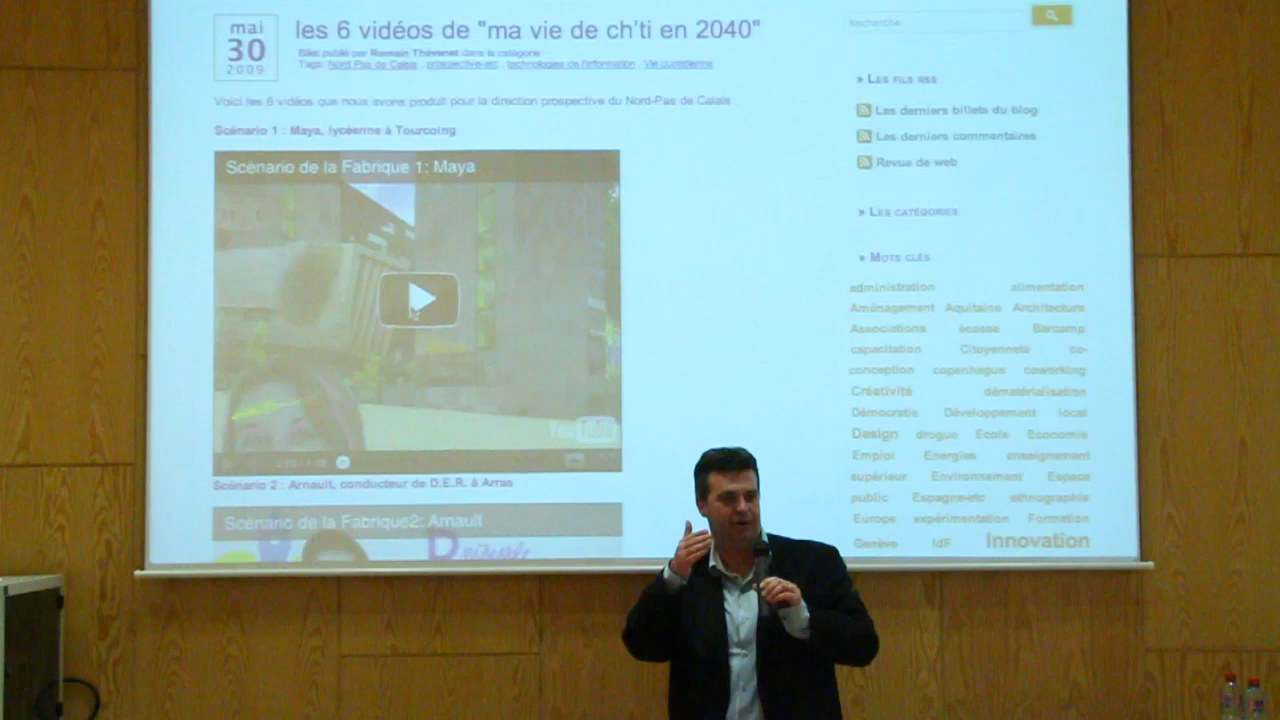 mai
30
2009
les 6 vidéos de "ma vie de ch'ti en 2040"
Billet publié par Romain Thévenet dans la catégorie
Tags: Nord Pas de Calais, prospective-etc, technologies de l'information, Vie quotidienne
Voici les 6 vidéos que nous avons produit pour la direction prospective du Nord-Pas de Calais
Scénario 1 : Maya, lycéenne à Tourcoing
Scénario de la Fabrique 1: Maya
YouTube
Scénario 2 : Arnault, conducteur de D.E.R. à Arras
Scénario de la Fabrique2: Arnault
Recherche
» Les fils rss
Les derniers billets du blog
Les derniers commentaires
Revue de web
» Les catégories
» Mots clés
administration alimentation
Aménagement Aquitaine Architecture
Associations écosse Barcamp
capacitation Citoyenneté co-
conception copenhague coworking
Créativité dématérialisation
Démocratie Développement local
Design drogue Ecole Economie
Emploi Energies enseignement
supérieur Environnement Espace
public Espagne-etc ethnographie
Europe expérimentation Formation
Genève IdF Innovation